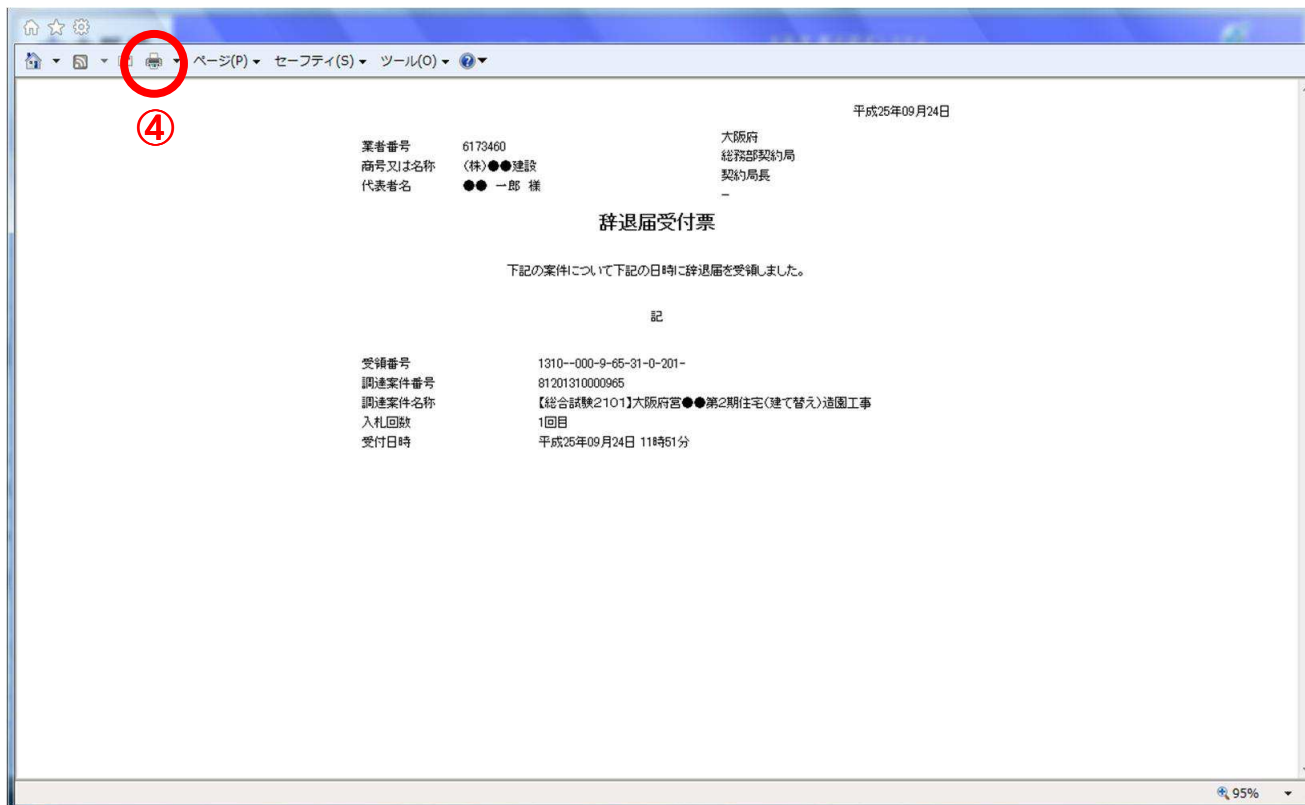 ページ(P) セーフティ(S) ツール(O)
④
平成25年09月24日
業者番号 6173460
商号又は名称 (株)●●建設
代表者名 ●● 一郎 様
大阪府
総務部契約局
契約局長
−
辞退届受付票
下記の案件について下記の日時に辞退届を受領しました。
記
受領番号 1310--000-9-65-31-0-201-
調達案件番号 81201310000965
調達案件名称 【総合試験2101】大阪府営●●第2期住宅(建て替え)造園工事
入札回数 1回目
受付日時 平成25年09月24日 11時51分
95%